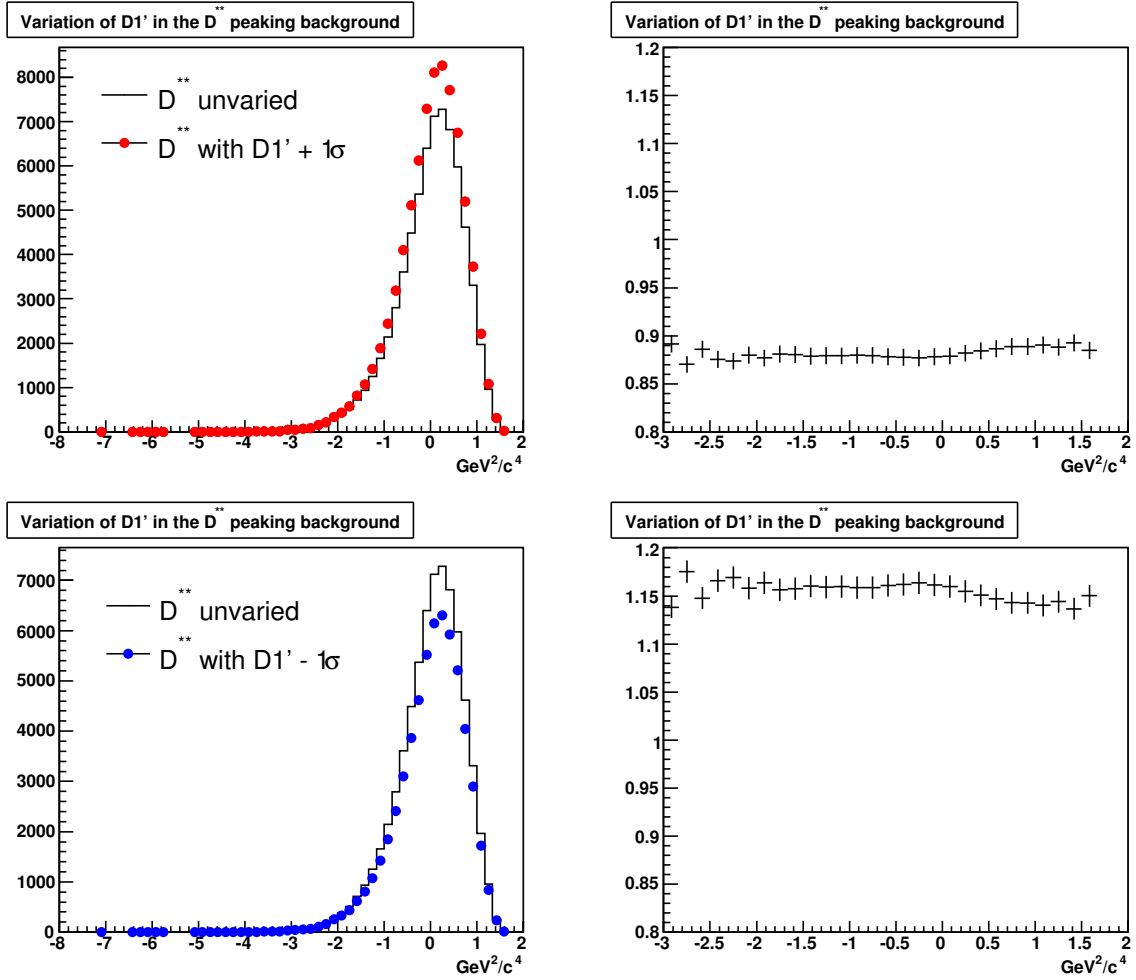 Variation of D1' in the D** peaking background
8000
7000
6000
5000
4000
3000
2000
1000
0
D** unvaried
D** with D1' + 1σ
-8 -7 -6 -5 -4 -3 -2 -1 0 1 2
GeV²/c⁴
Variation of D1' in the D** peaking background
1.2
1.15
1.1
1.05
1
0.95
0.9
0.85
0.8
-3 -2.5 -2 -1.5 -1 -0.5 0 0.5 1 1.5 2
GeV²/c⁴
Variation of D1' in the D** peaking background
7000
6000
5000
4000
3000
2000
1000
0
D** unvaried
D** with D1' - 1σ
-8 -7 -6 -5 -4 -3 -2 -1 0 1 2
GeV²/c⁴
Variation of D1' in the D** peaking background
1.2
1.15
1.1
1.05
1
0.95
0.9
0.85
0.8
-3 -2.5 -2 -1.5 -1 -0.5 0 0.5 1 1.5 2
GeV²/c⁴